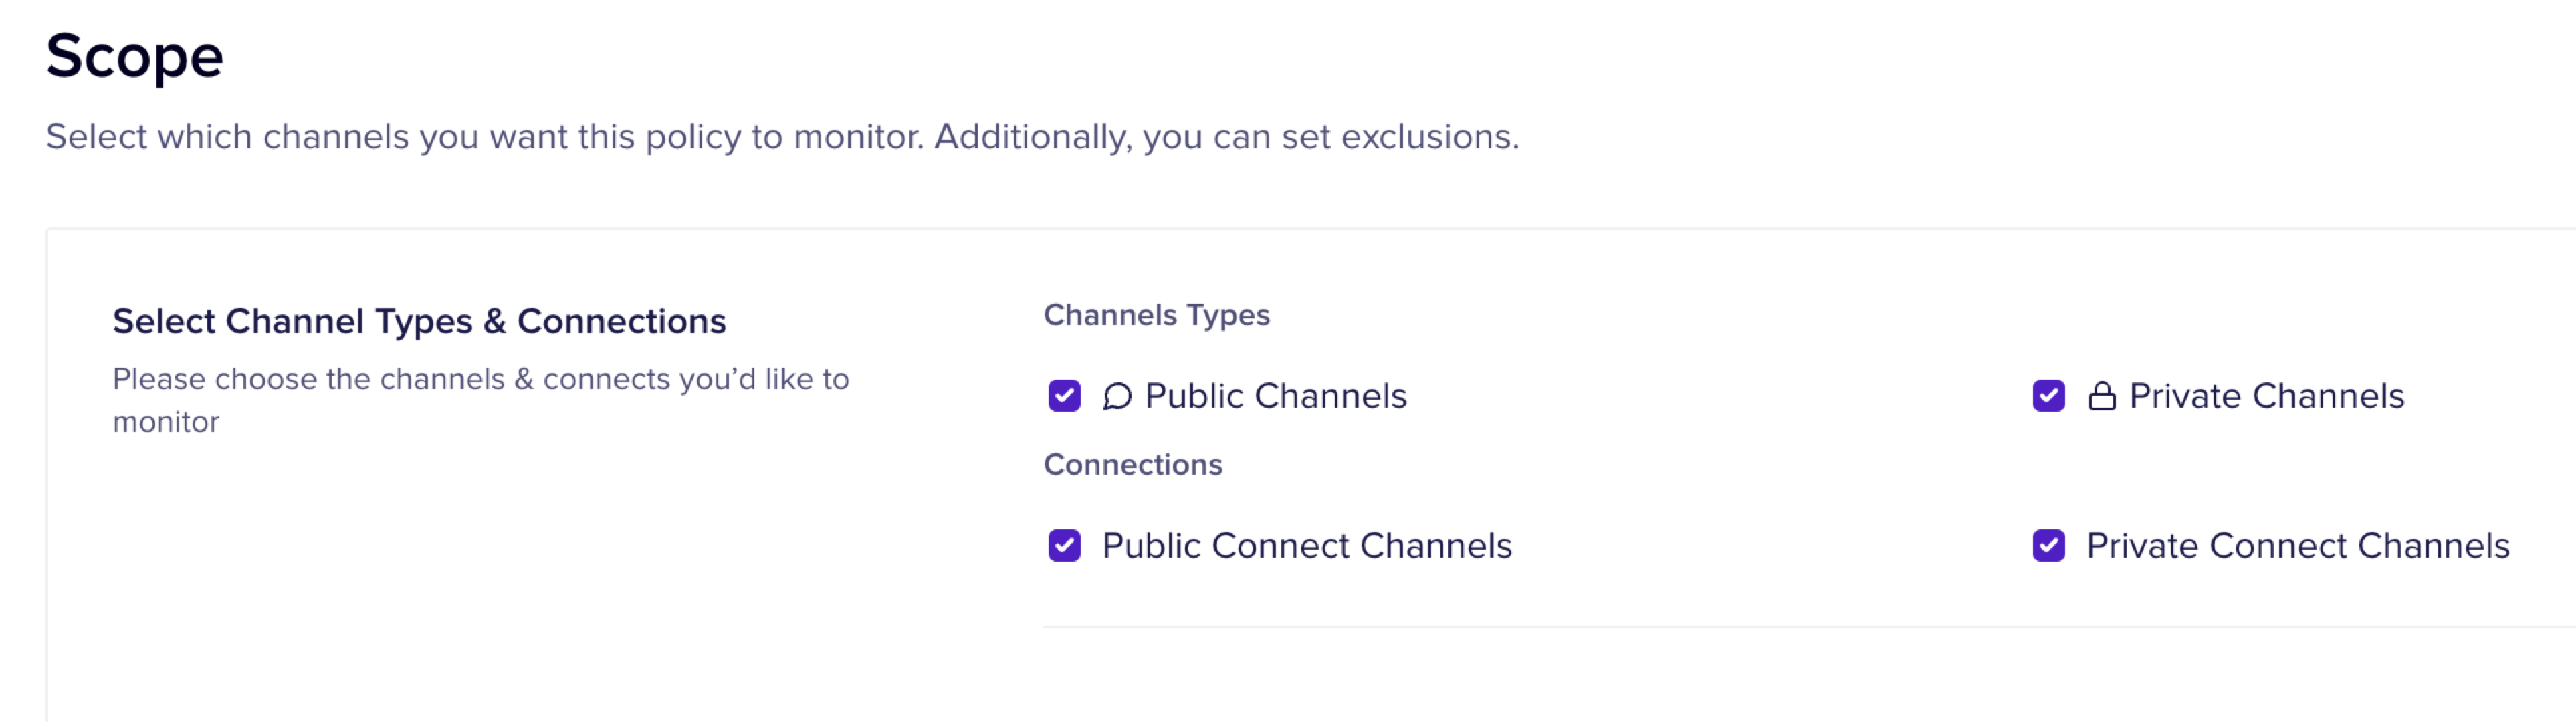 Scope
Select which channels you want this policy to monitor. Additionally, you can set exclusions.
Select Channel Types & Connections
Please choose the channels & connects you’d like to
monitor
Channels Types
Public Channels
Private Channels
Connections
Public Connect Channels
Private Connect Channels